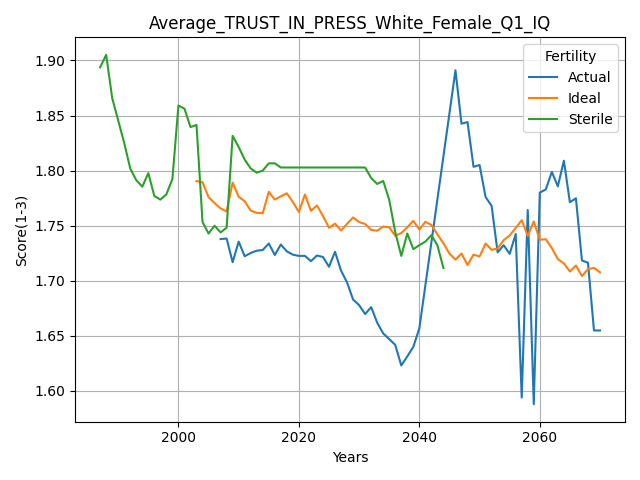 Average_TRUST_IN_PRESS_White_Female_Q1_IQ
Fertility
Actual
Ideal
Sterile
Score(1-3)
1.90
1.85
1.80
1.75
1.70
1.65
1.60
2000 2020 2040 2060
Years